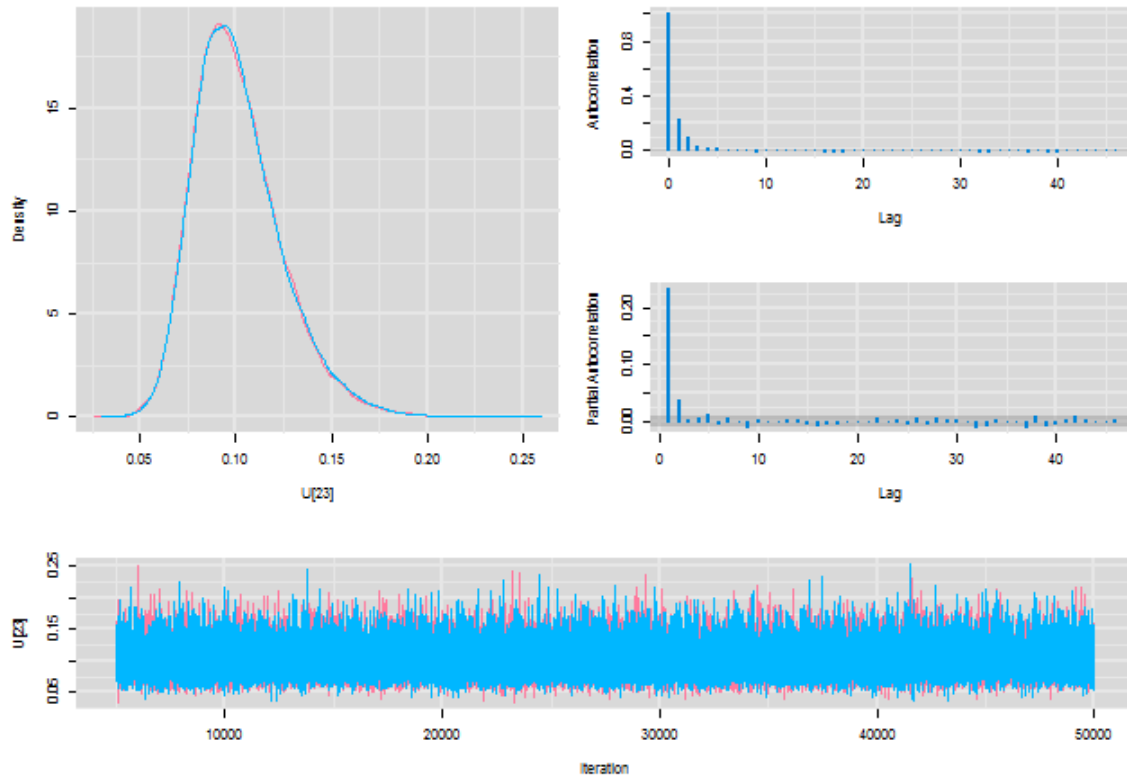 Density
15
10
5
0
0.05 0.10 0.15 0.20 0.25
U[23]
Autocorrelation
0.8
0.4
0.0
0 10 20 30 40
Lag
Partial Autocorrelation
0.20
0.10
0.00
0 10 20 30 40
Lag
U[23]
0.25
0.15
0.05
10000 20000 30000 40000 50000
Iteration